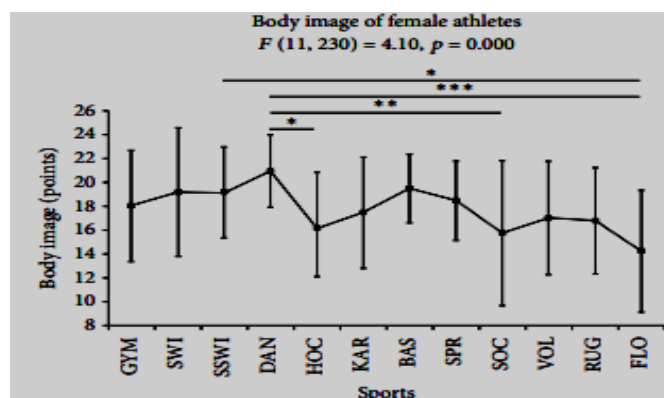 Body image of female athletes
F (11, 230) = 4.10, p = 0.000
*
***
**
*
26
24
22
20
18
16
14
12
10
8
Body image (points)
GYM
SWI
SSWI
DAN
HOC
KAR
BAS
SPR
SOC
VOL
RUG
FLO
Sports